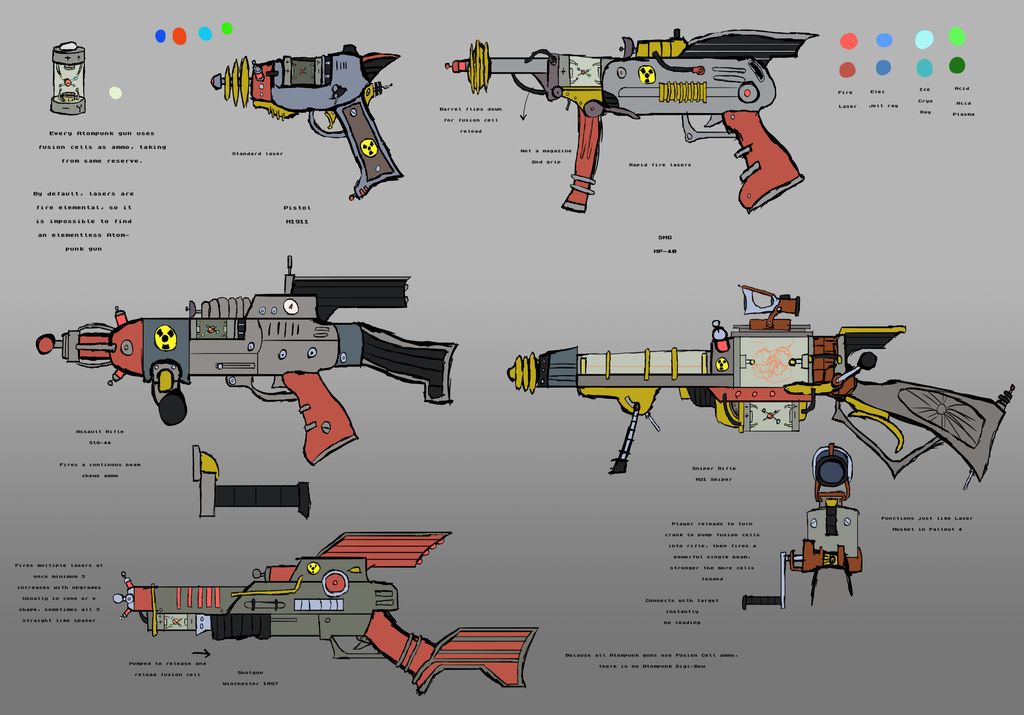 Every Atompunk gun uses
fusion cells as ammo, taking
from same reserve.
By default, lasers are
fire elemental, so it
is impossible to find
an elementless Atom-
punk gun
Standard laser
Pistol
M1911
Barrel flips down
for fusion cell
reload
Not a magazine
2nd grip
Rapid fire lasers
SMG
MP-40
Fire
Laser
Elec
Jolt ray
Ice
Cryo
Ray
Acid
Acid
Plasma
Assault Rifle
StG-44
Fires a continous beam
chews ammo
Sniper Rifle
M21 Sniper
Player reloads to turn
crank to pump fusion cells
into rifle, then fires a
powerful single beam,
stronger the more cells
loaded
Connects with target
instantly
no leading
Functions just like Laser
Musket in Fallout 4
Fires multiple lasers at
once minimum 3
increases with upgrades
Usually in cone or v
shape, sometimes all 3
straight like spazer
Pumped to release and
reload fusion cell
Shotgun
Winchester 1897
Because all Atompunk guns use Fusion Cell ammo,
there is no Atompunk Digi-Bow